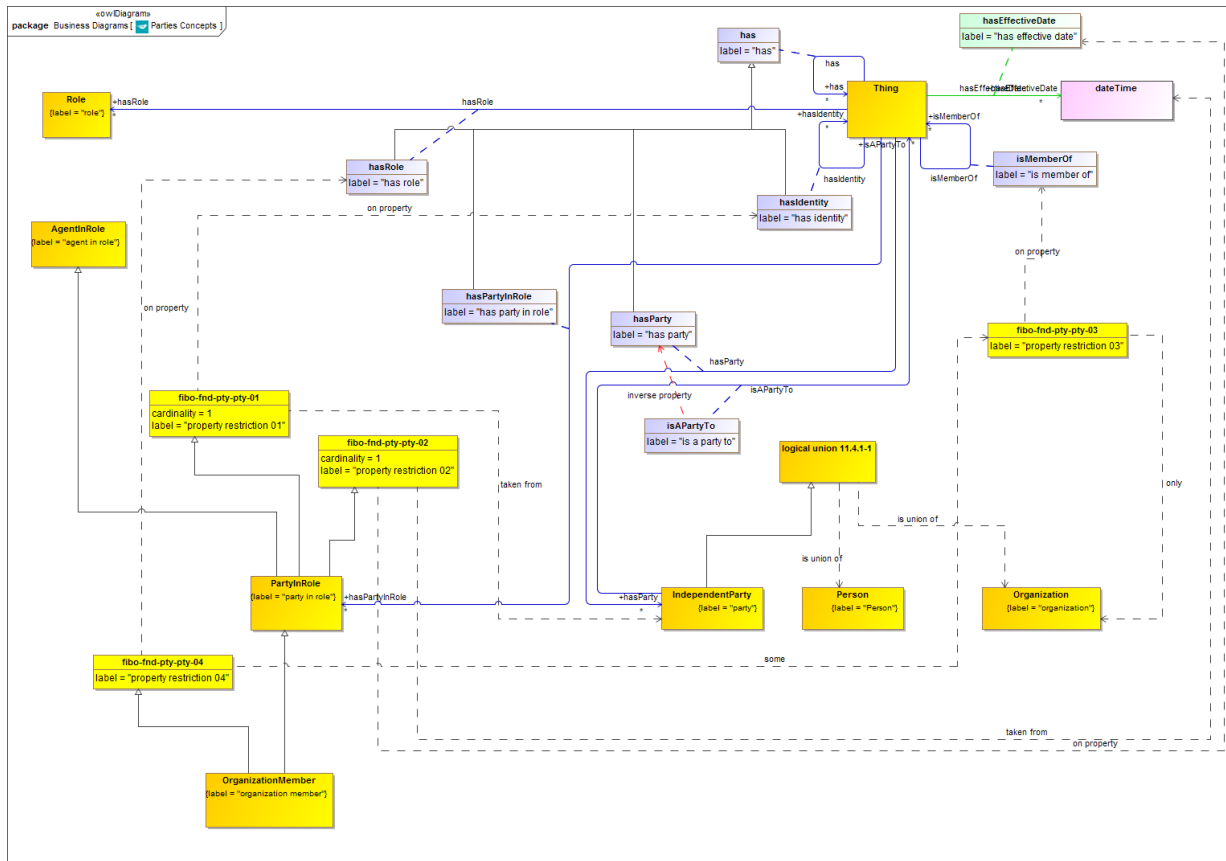 «owlDiagram»
package Business Diagrams [ Parties Concepts ]
hasEffectiveDate
label = "has effective date"
has
label = "has"
has
+has
*
Thing
hasEffectiveDate
*
dateTime
Role
{label = "role"}
+hasRole
*
hasRole
+hasIdentity
*
+isMemberOf
*
+isAPartyTo
*
hasRole
label = "has role"
hasIdentity
isMemberOf
isMemberOf
label = "is member of"
hasIdentity
label = "has identity"
on property
AgentInRole
{label = "agent in role"}
on property
on property
hasPartyInRole
label = "has party in role"
hasParty
label = "has party"
fibo-fnd-pty-pty-03
label = "property restriction 03"
hasParty
inverse property
isAPartyTo
fibo-fnd-pty-pty-01
cardinality = 1
label = "property restriction 01"
isAPartyTo
label = "is a party to"
fibo-fnd-pty-pty-02
cardinality = 1
label = "property restriction 02"
logical union 11.4.1-1
taken from
only
is union of
is union of
PartyInRole
{label = "party in role"}
+hasPartyInRole
*
+hasParty
*
IndependentParty
{label = "party"}
Person
{label = "Person"}
Organization
{label = "organization"}
fibo-fnd-pty-pty-04
label = "property restriction 04"
some
taken from
on property
OrganizationMember
{label = "organization member"}